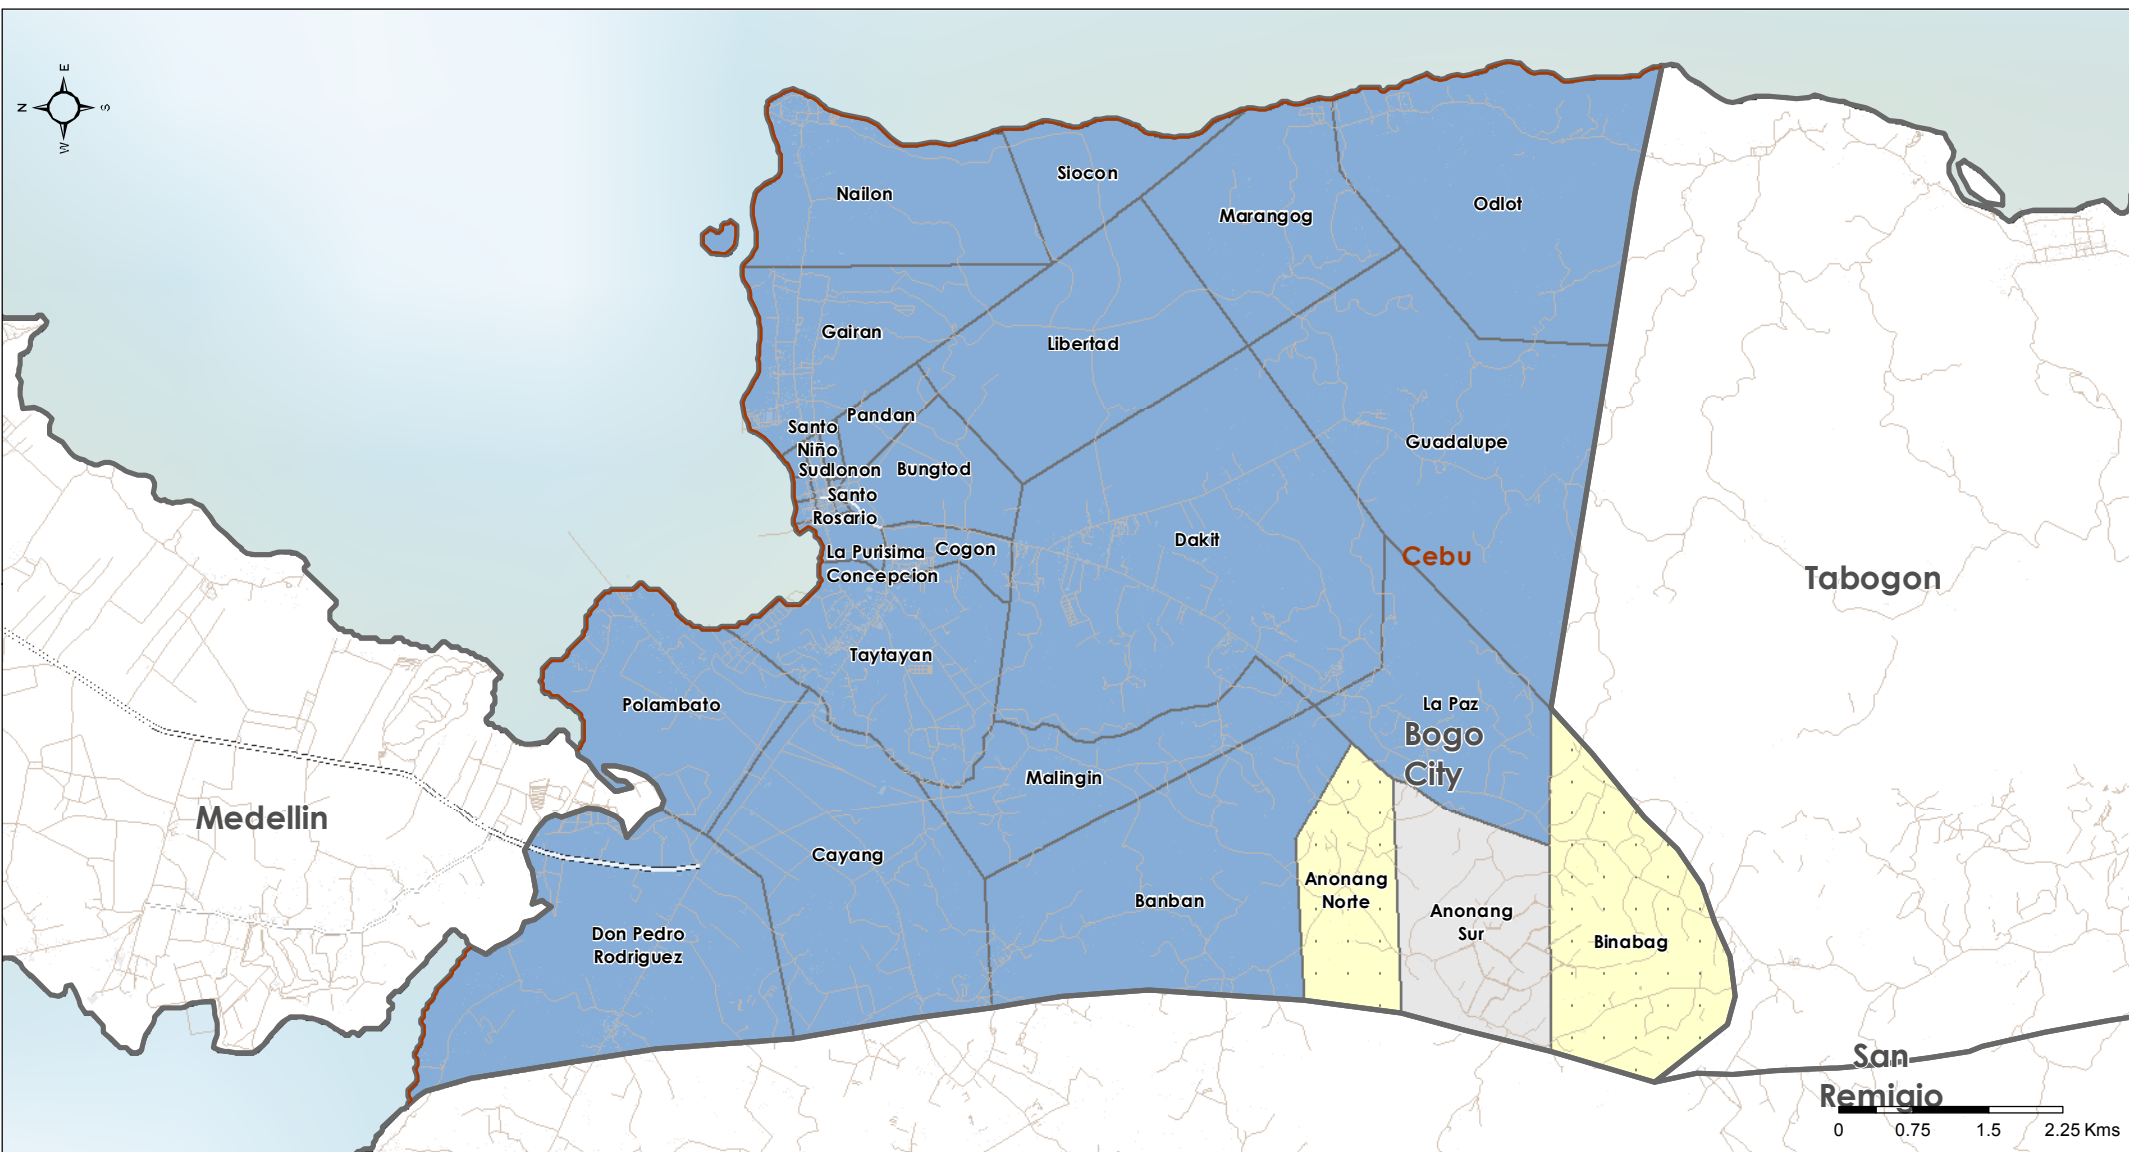 E
N
S
W
Nailon
Siocon
Marangog
Odlot
Gairan
Libertad
Pandan
Santo
Niño
Sudlonon
Bungtod
Guadalupe
Santo
Rosario
La Purisima
Concepcion
Cogon
Dakit
Cebu
Tabogon
Taytayan
Polambato
La Paz
Bogo
City
Malingin
Medellin
Cayang
Banban
Anonang
Norte
Anonang
Sur
Binabag
Don Pedro
Rodriguez
San
Remigio
0 0.75 1.5 2.25 Kms